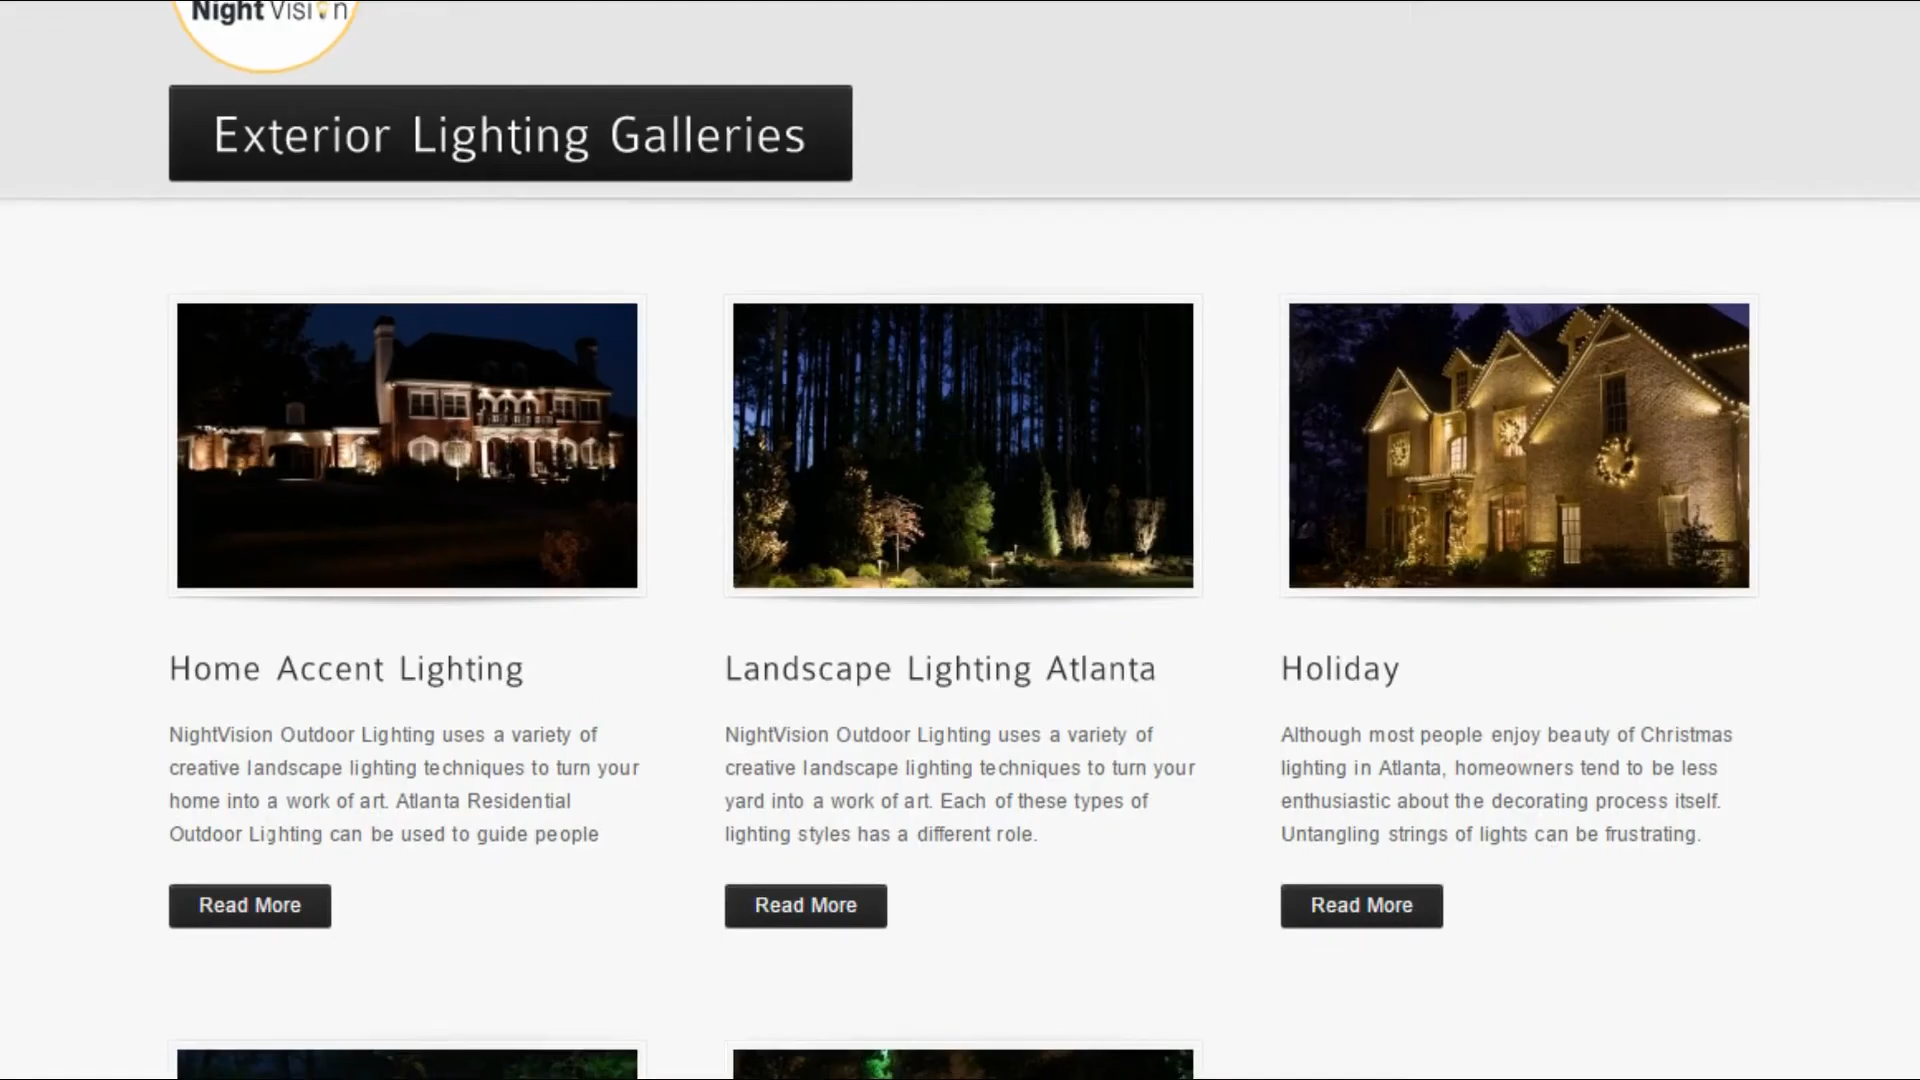 Night Vision
Exterior Lighting Galleries
Home Accent Lighting
NightVision Outdoor Lighting uses a variety of
creative landscape lighting techniques to turn your
home into a work of art. Atlanta Residential
Outdoor Lighting can be used to guide people
Read More
Landscape Lighting Atlanta
NightVision Outdoor Lighting uses a variety of
creative landscape lighting techniques to turn your
yard into a work of art. Each of these types of
lighting styles has a different role.
Read More
Holiday
Although most people enjoy beauty of Christmas
lighting in Atlanta, homeowners tend to be less
enthusiastic about the decorating process itself.
Untangling strings of lights can be frustrating.
Read More